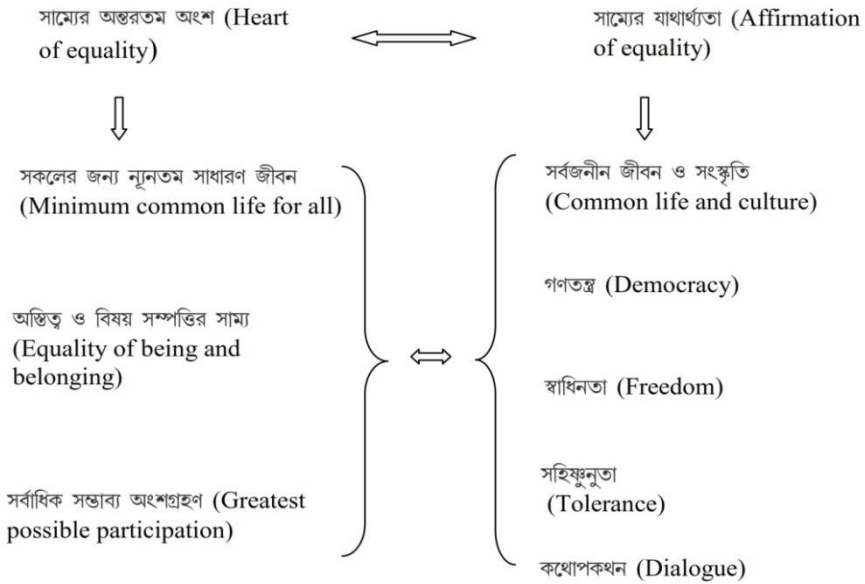 সাম্যের অন্তরতম অংশ (Heart
of equality)
সাম্যের যাথার্থ্যতা (Affirmation
of equality)
সকলের জন্য ন্যূনতম সাধারণ জীবন
(Minimum common life for all)
অস্তিত্ব ও বিষয় সম্পত্তির সাম্য
(Equality of being and
belonging)
সর্বাধিক সম্ভাব্য অংশগ্রহণ (Greatest
possible participation)
সর্বজনীন জীবন ও সংস্কৃতি
(Common life and culture)
গণতন্ত্র (Democracy)
স্বাধিনতা (Freedom)
সহিষ্ণুনুতা
(Tolerance)
কথোপকথন (Dialogue)